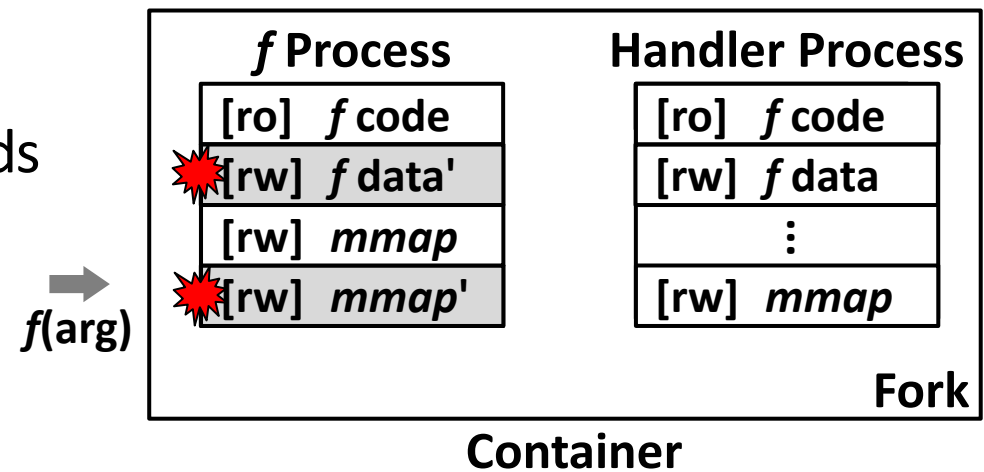 f Process
[ro] f code
[rw] f data'
[rw] mmap
[rw] mmap'
Handler Process
[ro] f code
[rw] f data
⋮
[rw] mmap
ds
f(arg)
Fork
Container